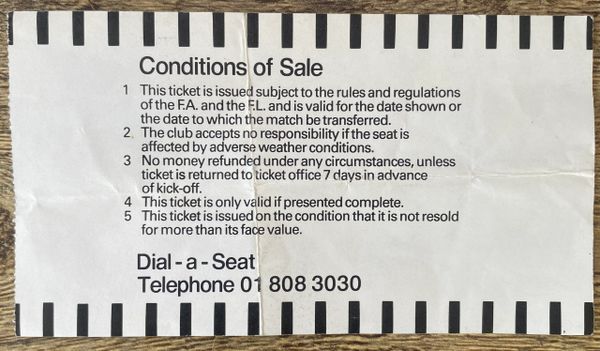 Conditions of Sale
1 This ticket is issued subject to the rules and regulations
of the F.A. and the F.L. and is valid for the date shown or
the date to which the match be transferred.
2. The club accepts no responsibility if the seat is
affected by adverse weather conditions.
3 No money refunded under any circumstances, unless
ticket is returned to ticket office 7 days in advance
of kick-off.
4 This ticket is only valid if presented complete.
5 This ticket is issued on the condition that it is not resold
for more than its face value.
Dial-a-Seat
Telephone 01 808 3030